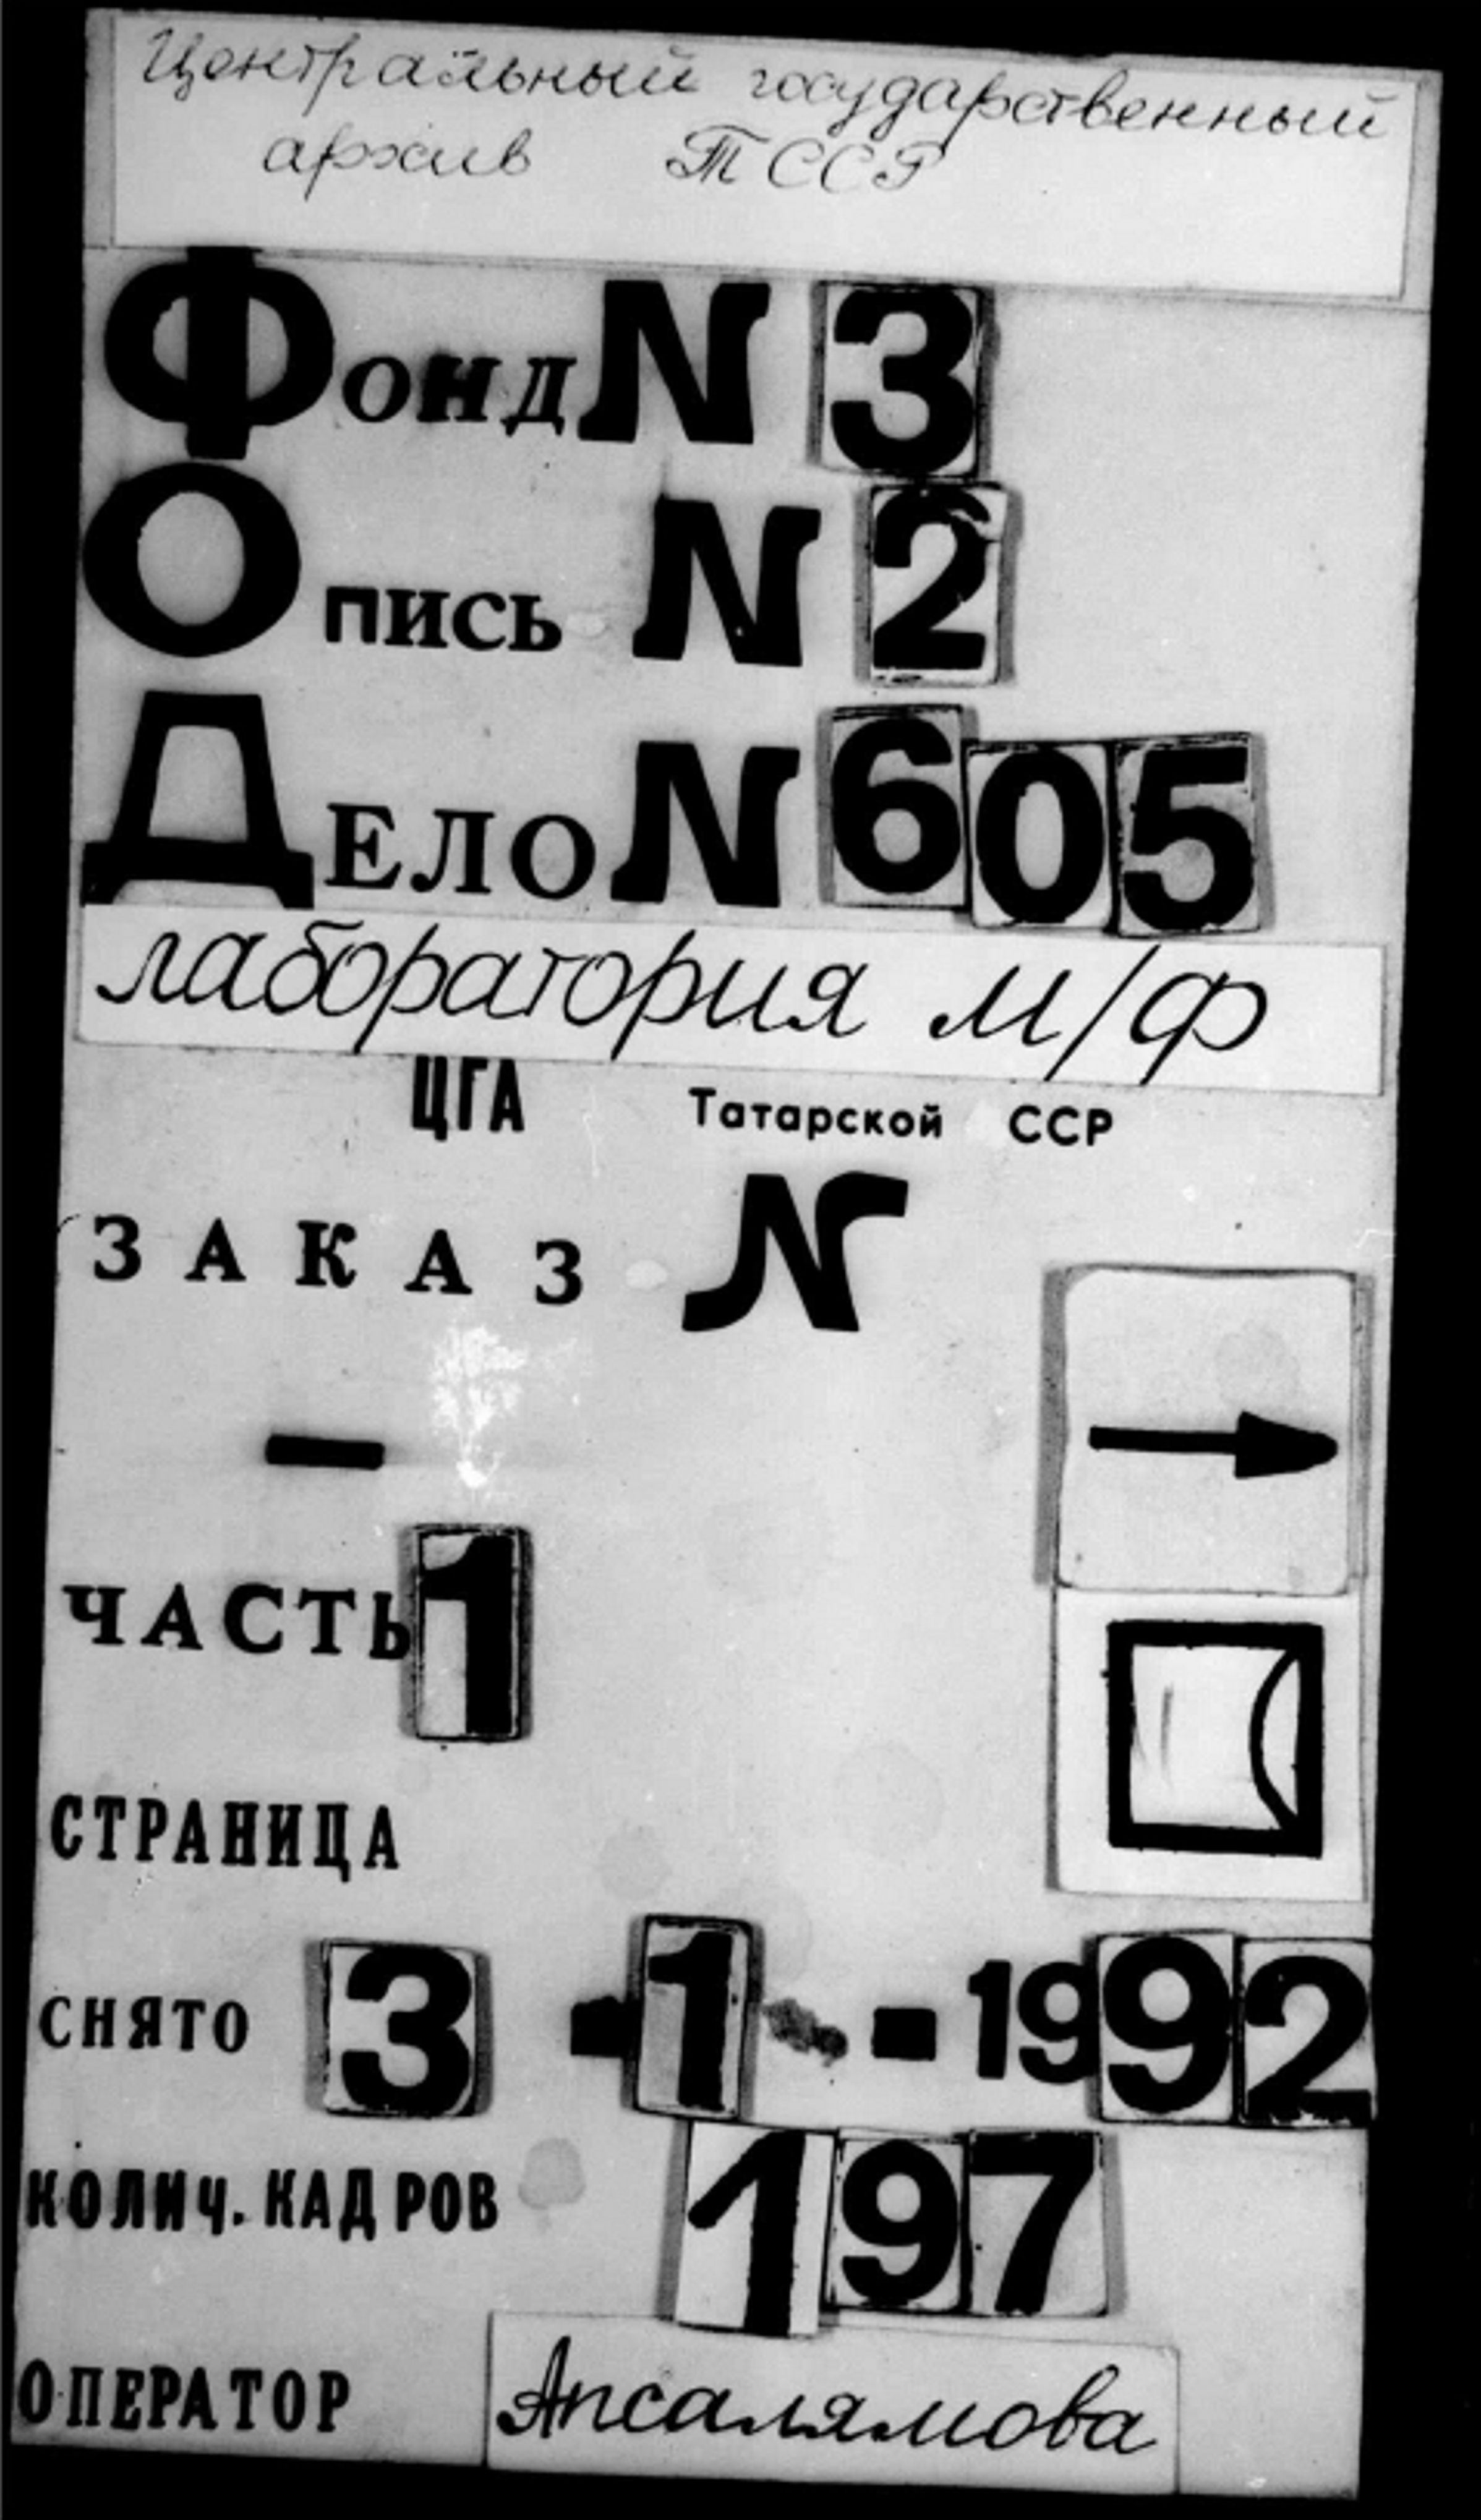 Центральный государственный
архив ТССР
Фонд N 3
Опись N 2
Дело N 605
лаборатория м/ф
ЦГА Татарской ССР
ЗАКАЗ N
–
ЧАСТЬ 1
СТРАНИЦА
СНЯТО 3 - 1 - 1992
КОЛИЧ. КАДРОВ 197
ОПЕРАТОР Апсалямова